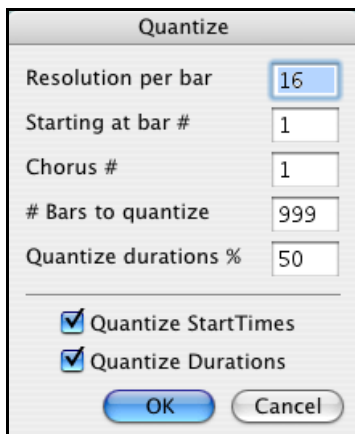 Quantize
Resolution per bar 16
Starting at bar # 1
Chorus # 1
# Bars to quantize 999
Quantize durations % 50
Quantize StartTimes
Quantize Durations
OK Cancel